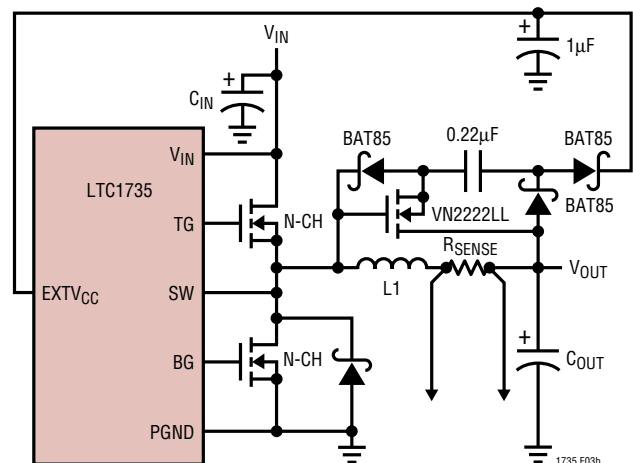 V_IN
+
1µF
+
C_IN
V_IN
LTC1735
BAT85
0.22µF
BAT85
VN2222LL
BAT85
TG
N-CH
R_SENSE
V_OUT
EXTV_CC
SW
L1
+
C_OUT
BG
N-CH
PGND
1735 F03b